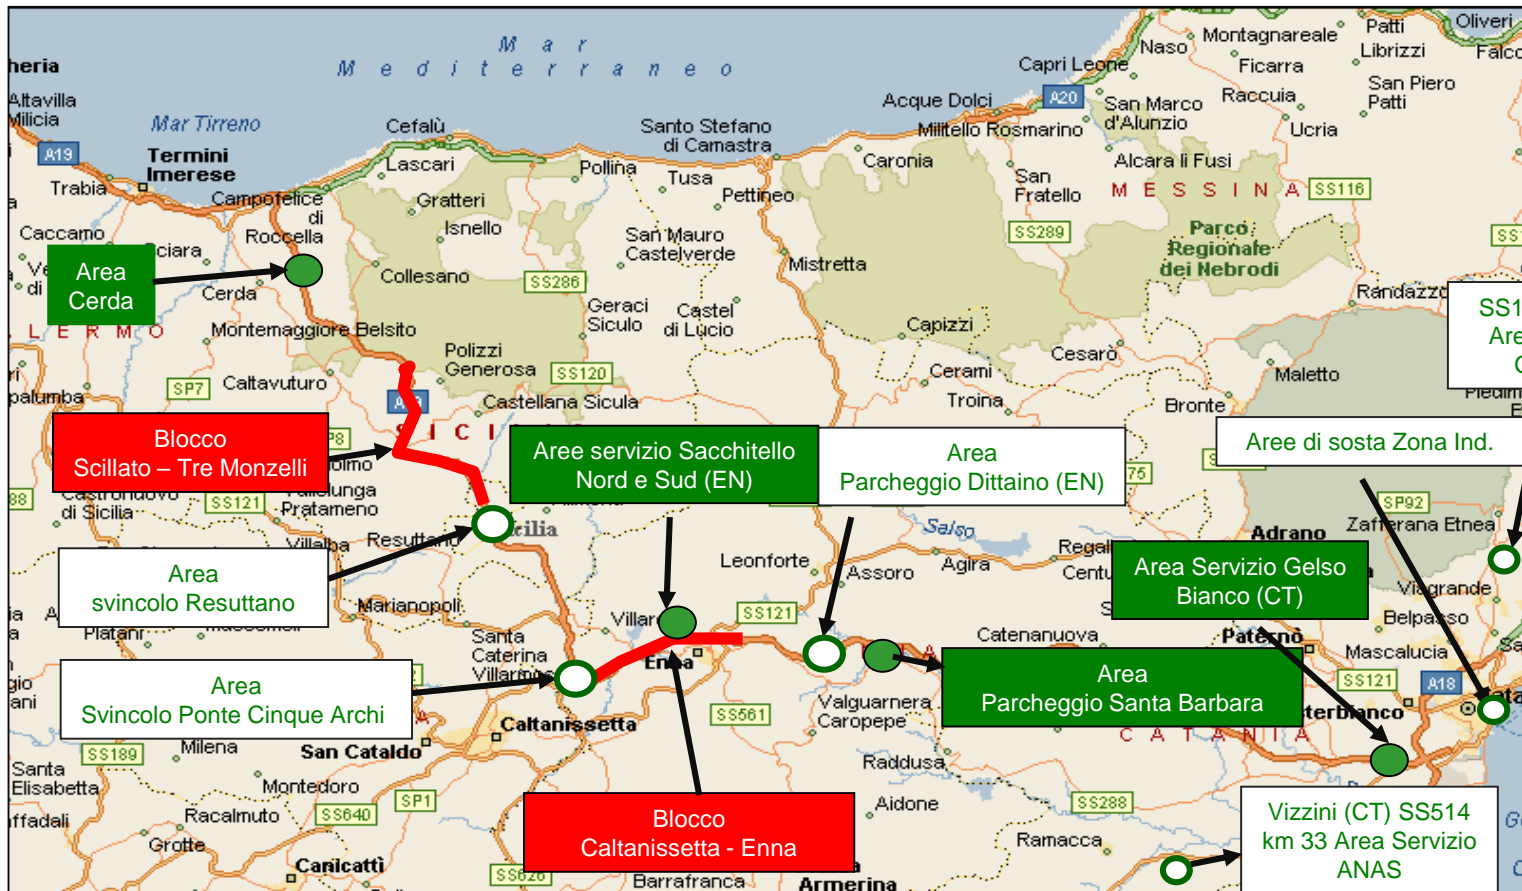 Mar
Mediterraneo
Mar Tirreno
heria
Altavilla
Milicia
A19
Trabia
Termini
Imerese
Cefalù
Lascari
Campofelice
di
Roccella
Gratteri
Isnello
Collesano
Pollina
Santo Stefano
di Camastra
Tusa
Pettineo
San Mauro
Castelverde
Mistretta
Acque Dolci
Caronia
Militello Rosmarino
Capri Leone
A20
Naso
Montagnareale
Patti
Librizzi
Oliveri
Falco
Ficarra
San Piero
Patti
Raccuia
Ucria
San Marco
d'Alunzio
Alcara li Fusi
San
Fratello
MESSINA
SS116
SS289
Parco
Regionale
dei Nebrodi
Randazzo
Caccamo
Sciara
Cerda
Area
Cerda
LERMO
Montemaggiore Belsito
SS286
Geraci
Siculo
Castel
di Lucio
Capizzi
Cerami
Troina
Cesarò
Bronte
Maletto
SP7
palumba
Caltavuturo
Polizzi
Generosa
SS120
Castellana Sicula
Blocco
Scillato – Tre Monzelli
Aree servizio Sacchitello
Nord e Sud (EN)
Area
Parcheggio Dittaino (EN)
Aree di sosta Zona Ind.
SP92
Zafferana Etnea
Adrano
di Sicilia
SS121
Pratameno
Villalba
Resuttano
Area
svincolo Resuttano
Marianopoli
Salso
Leonforte
Assoro
Agira
Area Servizio Gelso
Bianco (CT)
Viagrande
Belpasso
Mascalucia
Paternò
Catenanuova
SS121
Enna
Santa
Caterina
Area
Svincolo Ponte Cinque Archi
Area
Parcheggio Santa Barbara
Valguarnera
Caropepe
SS121
A18
CATANIA
SS561
Caltanissetta
San Cataldo
SS189
Milena
Santa
Elisabetta
Montedoro
SP1
SS640
Racalmuto
Grotte
Canicattì
SS626
Blocco
Caltanissetta - Enna
Barrafranca
Armerina
Raddusa
Aidone
SS288
Ramacca
Vizzini (CT) SS514
km 33 Area Servizio
ANAS